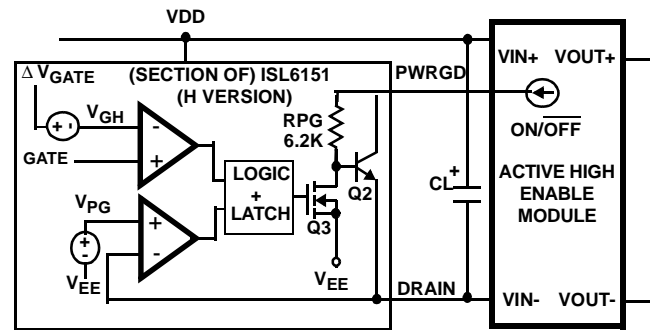 VDD
(SECTION OF) ISL6151
(H VERSION)
Δ VGATE
VGH
GATE
+ -
-
+
VPG
+
-
VEE
+
-
LOGIC
+
LATCH
RPG
6.2K
Q2
Q3
VEE
PWRGD
DRAIN
CL
+
VIN+ VOUT+
ON/OFF
ACTIVE HIGH
ENABLE
MODULE
VIN- VOUT-